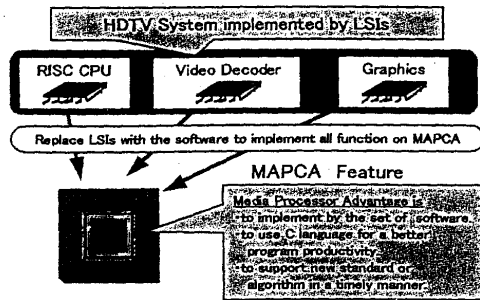 HDTV System implemented by LSIs
RISC CPU
Video Decoder
Graphics
Replace LSIs with the software to implement all function on MAPCA
MAPCA Feature
Media Processor Advantage is
·to implement by the set of software.
·to use C language for a better
program productivity.
·to support new standard or
algorithm in a timely manner.